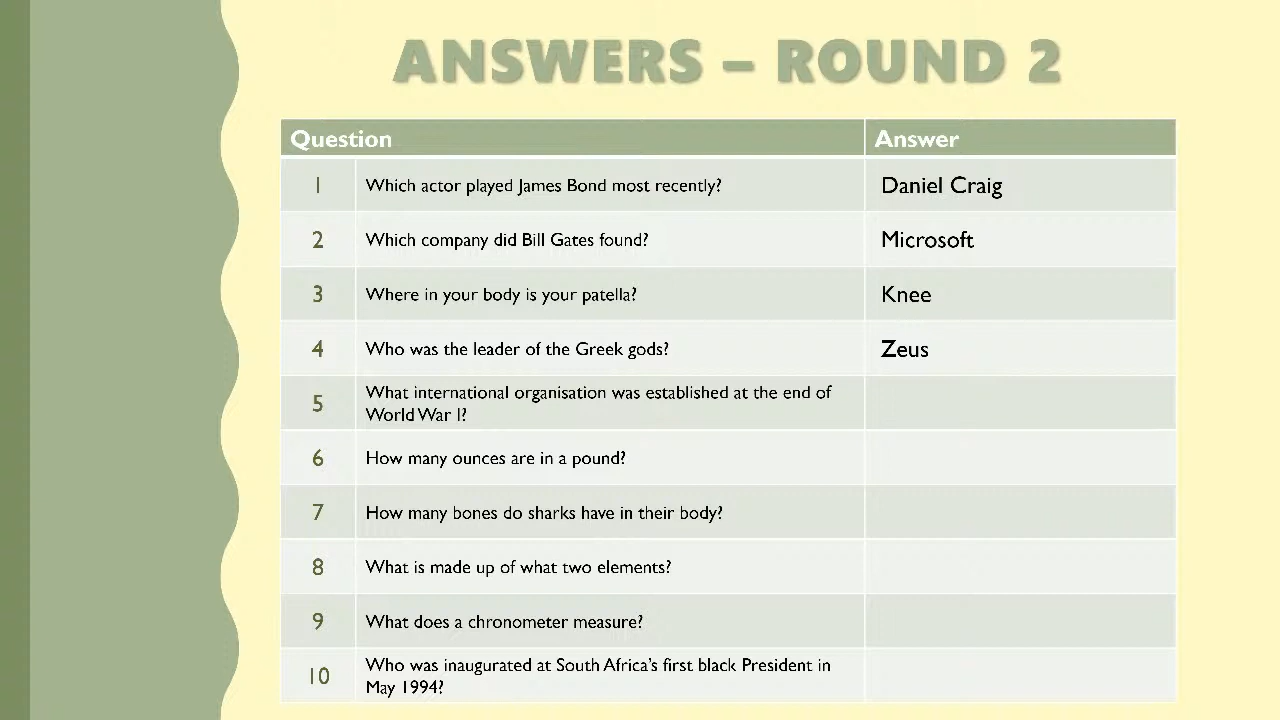 ANSWERS – ROUND 2
Question Answer
1 Which actor played James Bond most recently? Daniel Craig
2 Which company did Bill Gates found? Microsoft
3 Where in your body is your patella? Knee
4 Who was the leader of the Greek gods? Zeus
5 What international organisation was established at the end of
World War I?
6 How many ounces are in a pound?
7 How many bones do sharks have in their body?
8 What is made up of what two elements?
9 What does a chronometer measure?
10 Who was inaugurated at South Africa's first black President in
May 1994?